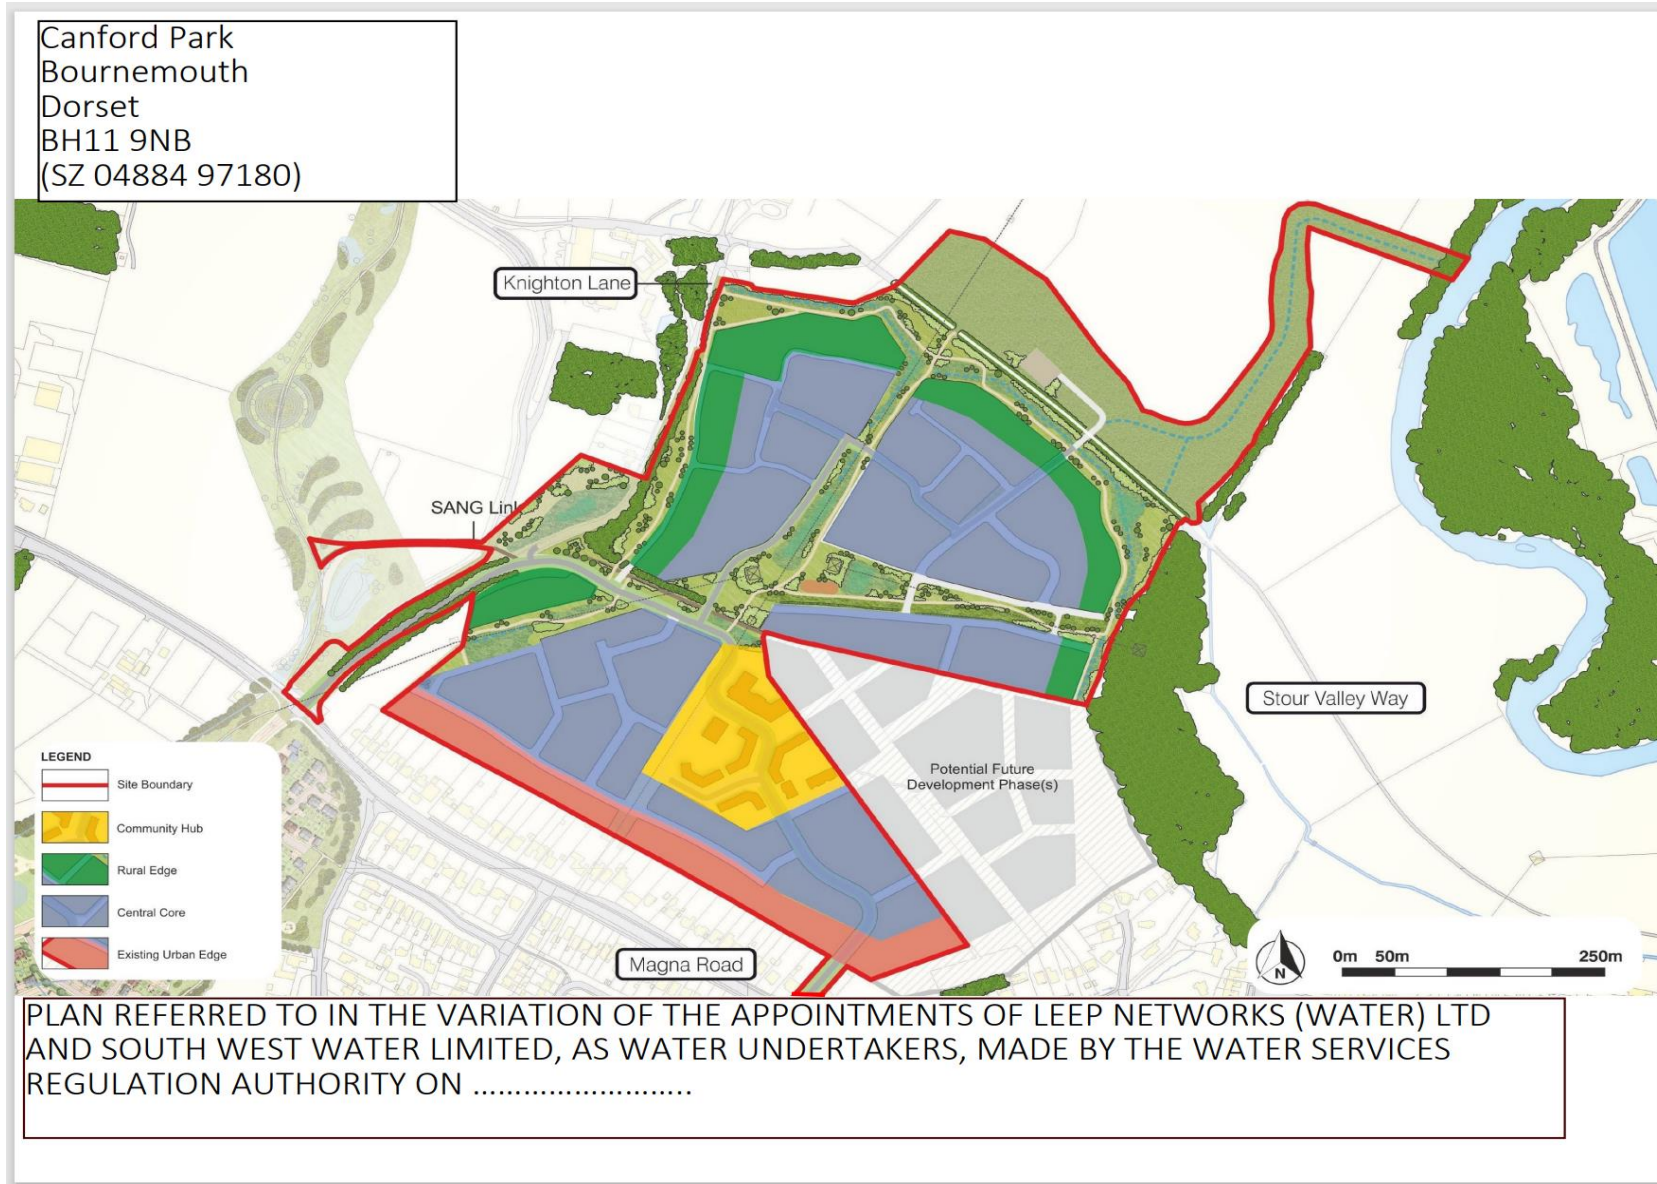 Canford Park
Bournemouth
Dorset
BH11 9NB
(SZ 04884 97180)
Knighton Lane
SANG Link
Stour Valley Way
Potential Future
Development Phase(s)
Magna Road
LEGEND
Site Boundary
Community Hub
Rural Edge
Central Core
Existing Urban Edge
N
0m 50m 250m
PLAN REFERRED TO IN THE VARIATION OF THE APPOINTMENTS OF LEEP NETWORKS (WATER) LTD
AND SOUTH WEST WATER LIMITED, AS WATER UNDERTAKERS, MADE BY THE WATER SERVICES
REGULATION AUTHORITY ON ..........................